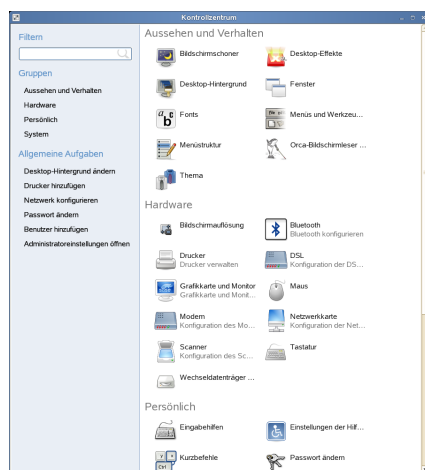 Kontrollzentrum
Filtern
Gruppen
Aussehen und Verhalten
Hardware
Persönlich
System
Allgemeine Aufgaben
Desktop-Hintergrund ändern
Drucker hinzufügen
Netzwerk konfigurieren
Passwort ändern
Benutzer hinzufügen
Administratoreinstellungen öffnen
Aussehen und Verhalten
Bildschirmschoner
Desktop-Effekte
Desktop-Hintergrund
Fenster
Fonts
Menüs und Werkzeu...
Menüstruktur
Orca-Bildschirmleser ...
Thema
Hardware
Bildschirmauflösung
Bluetooth
Bluetooth konfigurieren
Drucker
Drucker verwalten
DSL
Konfiguration der DS...
Grafikkarte und Monitor
Grafikkarte und Monit...
Maus
Modem
Konfiguration des Mo...
Netzwerkkarte
Konfiguration der Net...
Scanner
Konfiguration des Sc...
Tastatur
Wechseldatenträger ...
Persönlich
Eingabehilfen
Einstellungen der Hilf...
Kurzbefehle
Passwort ändern